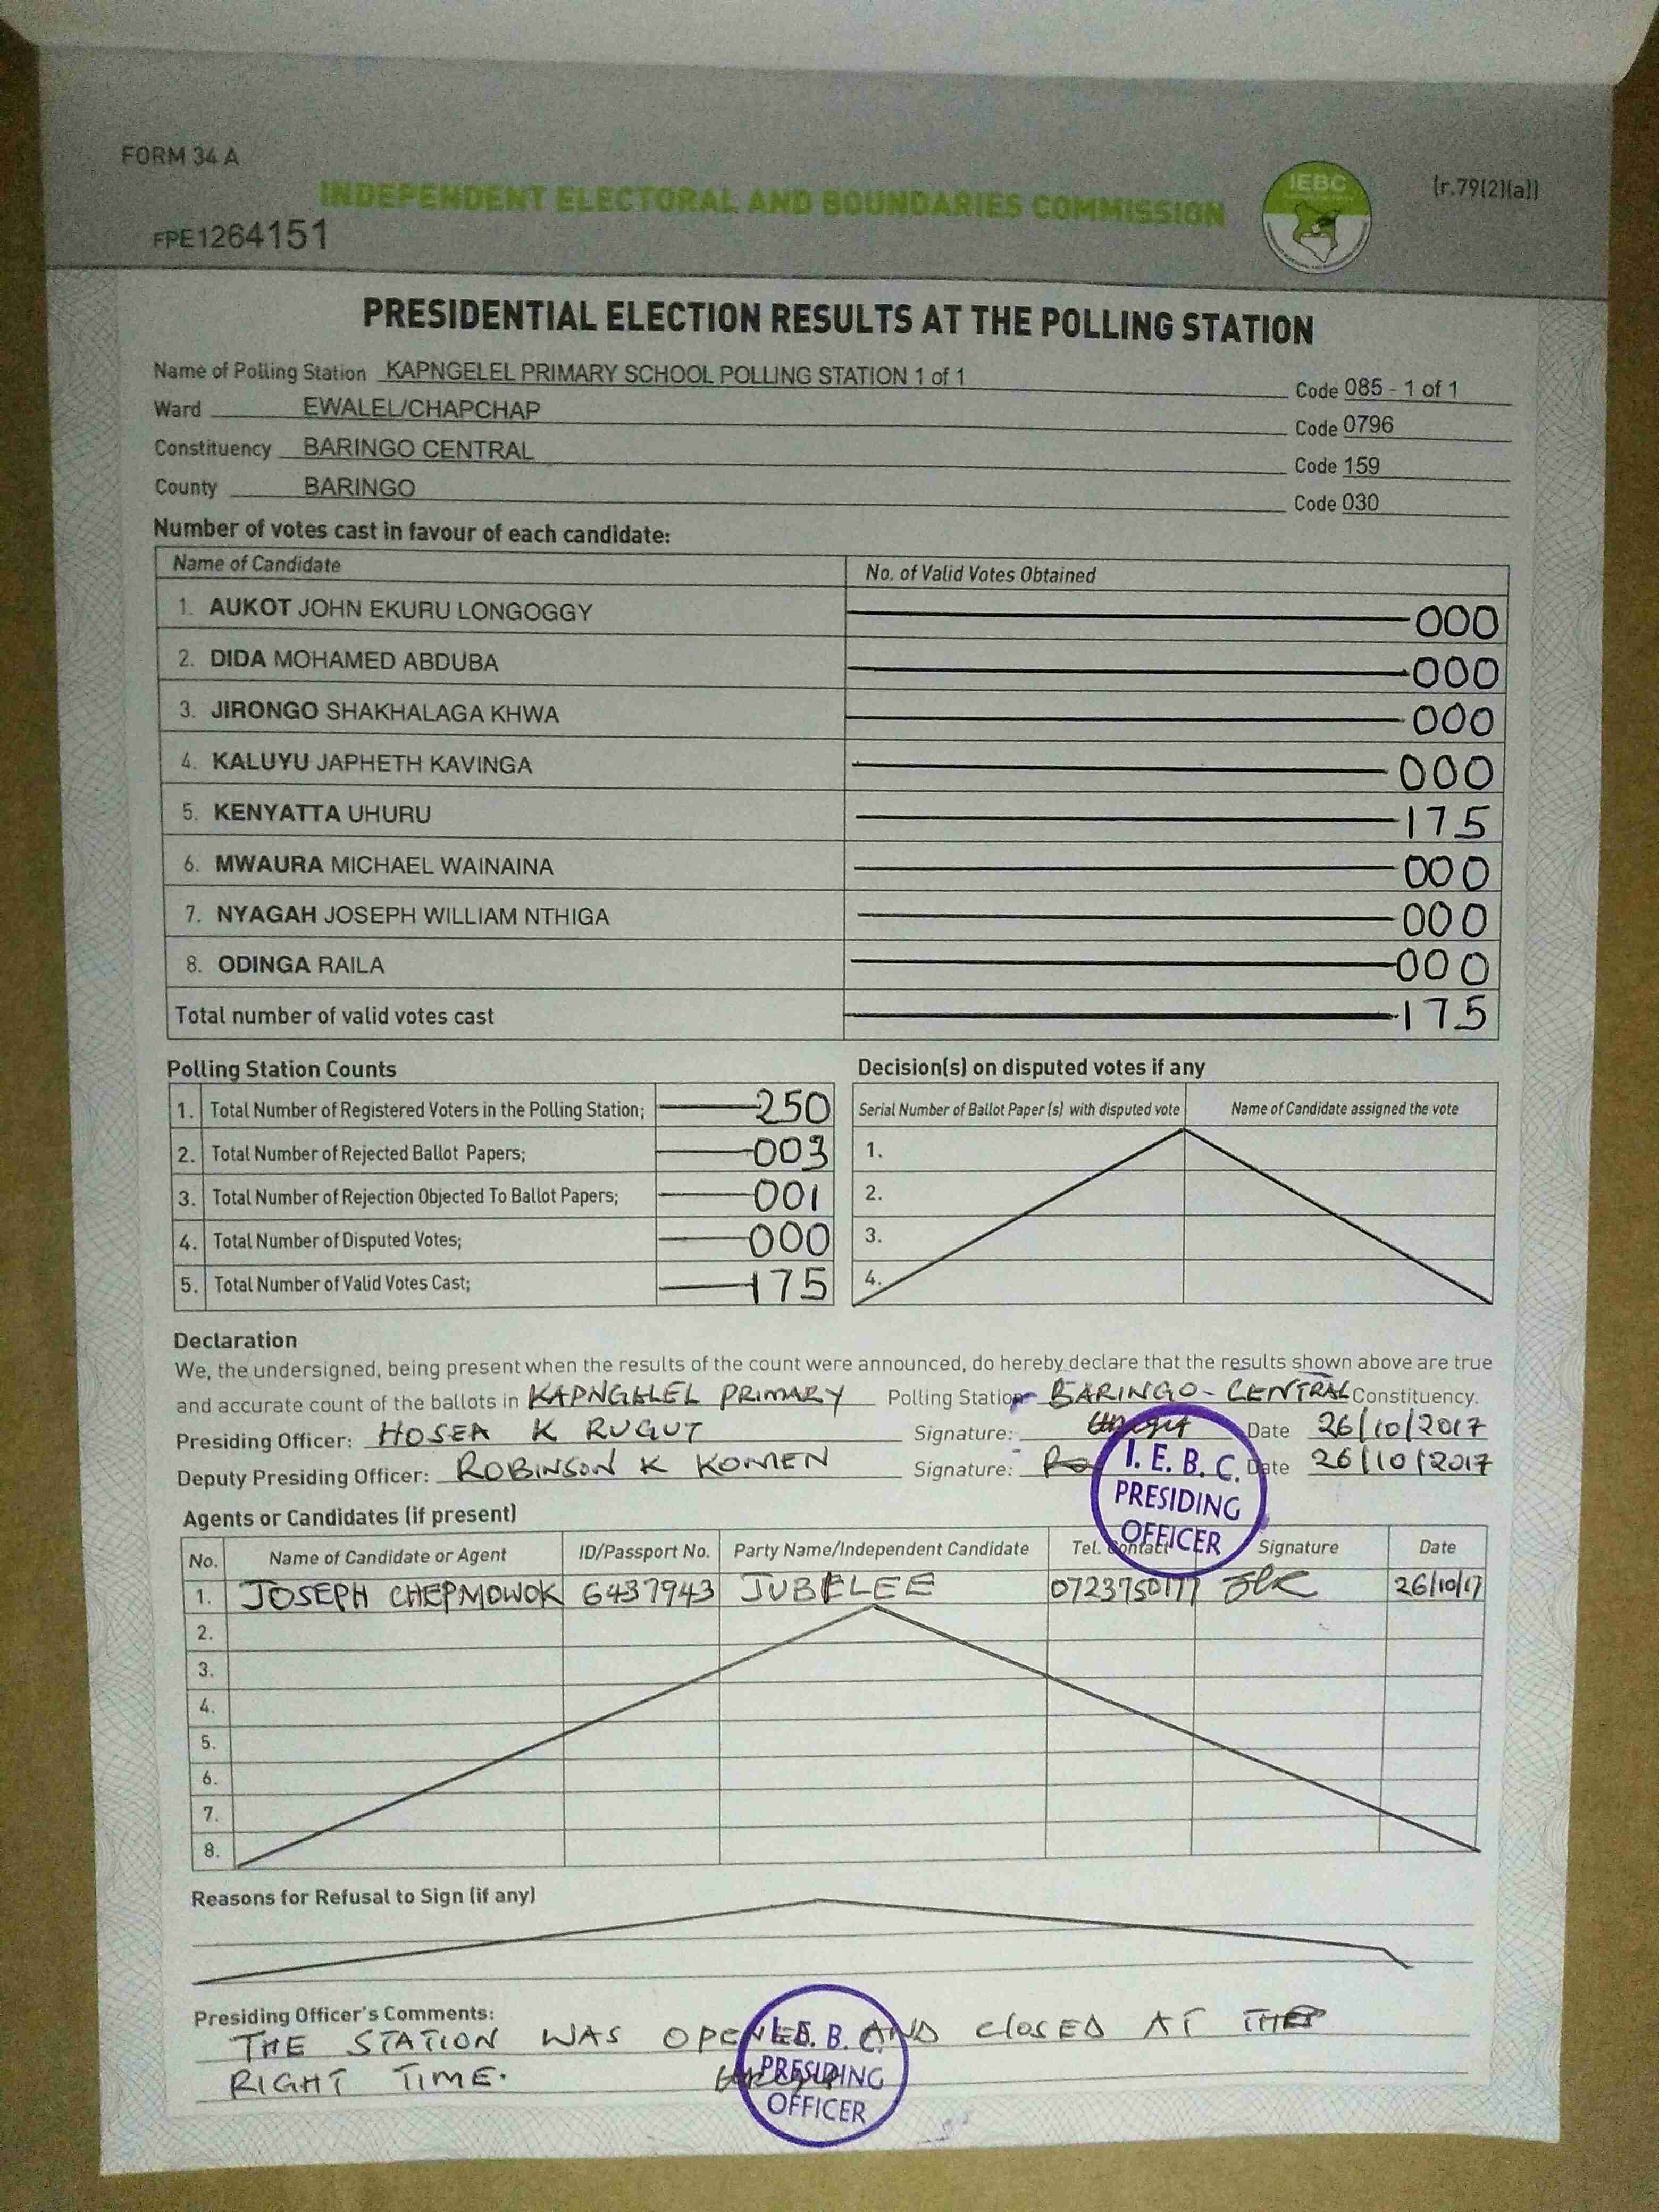 FORM 34 A
INDEPENDENT ELECTORAL AND BOUNDARIES COMMISSION
IEBC
(r.79(2)(a))
FPE1264151
PRESIDENTIAL ELECTION RESULTS AT THE POLLING STATION
Name of Polling Station KAPNGELEL PRIMARY SCHOOL POLLING STATION 1 of 1 Code 085 - 1 of 1
Ward EWALEL/CHAPCHAP Code 0796
Constituency BARINGO CENTRAL Code 159
County BARINGO Code 030
Number of votes cast in favour of each candidate:
Name of Candidate No. of Valid Votes Obtained
1. AUKOT JOHN EKURU LONGOGGY 000
2. DIDA MOHAMED ABDUBA 000
3. JIRONGO SHAKHALAGA KHWA 000
4. KALUYU JAPHETH KAVINGA 000
5. KENYATTA UHURU 175
6. MWAURA MICHAEL WAINAINA 000
7. NYAGAH JOSEPH WILLIAM NTHIGA 000
8. ODINGA RAILA 000
Total number of valid votes cast 175
Polling Station Counts
1. Total Number of Registered Voters in the Polling Station; 250
2. Total Number of Rejected Ballot Papers; 003
3. Total Number of Rejection Objected To Ballot Papers; 001
4. Total Number of Disputed Votes; 000
5. Total Number of Valid Votes Cast; 175
Decision(s) on disputed votes if any
Serial Number of Ballot Paper (s) with disputed vote Name of Candidate assigned the vote
1.
2.
3.
4.
Declaration
We, the undersigned, being present when the results of the count were announced, do hereby declare that the results shown above are true
and accurate count of the ballots in KAPNGELEL PRIMARY Polling Station BARINGO - CENTRAL Constituency.
Presiding Officer: HOSEA K RUGUT Signature: Date 26/10/2017
Deputy Presiding Officer: ROBINSON K KOMEN Signature: Date 26/10/2017
I. E. B. C.
PRESIDING
OFFICER
Agents or Candidates (if present)
No. Name of Candidate or Agent ID/Passport No. Party Name/Independent Candidate Tel. Contact Signature Date
1. JOSEPH CHEPMOWOK 6437943 JUBELEE 0723750177 26/10/17
2.
3.
4.
5.
6.
7.
8.
Reasons for Refusal to Sign (if any)
Presiding Officer's Comments:
THE STATION WAS OPENED AND CLOSED AT THE
RIGHT TIME.
I. E. B. C.
PRESIDING
OFFICER